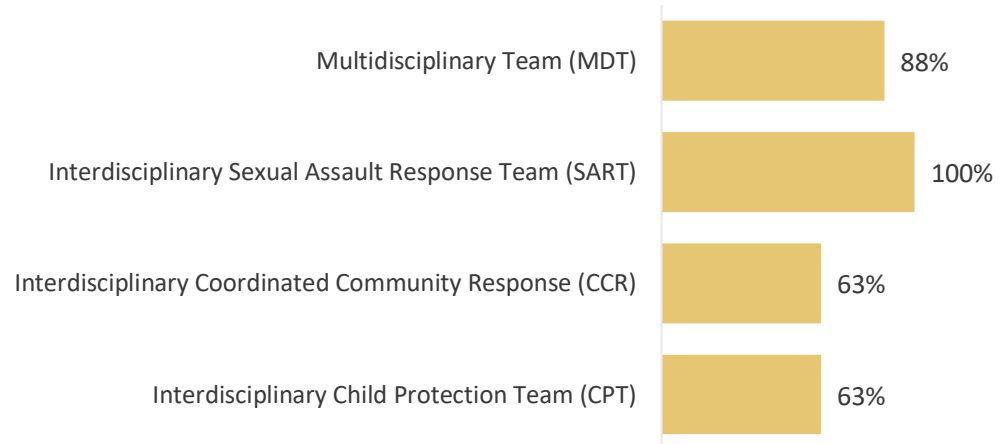 Multidisciplinary Team (MDT) 88%
Interdisciplinary Sexual Assault Response Team (SART) 100%
Interdisciplinary Coordinated Community Response (CCR) 63%
Interdisciplinary Child Protection Team (CPT) 63%